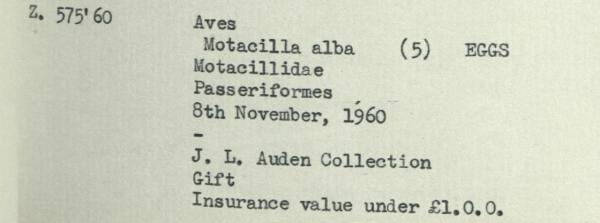 Z. 575'60
Aves
Motacilla alba (5) EGGS
Motacillidae
Passeriformes
8th November, 1960
-
J. L. Auden Collection
Gift
Insurance value under £1.0.0.